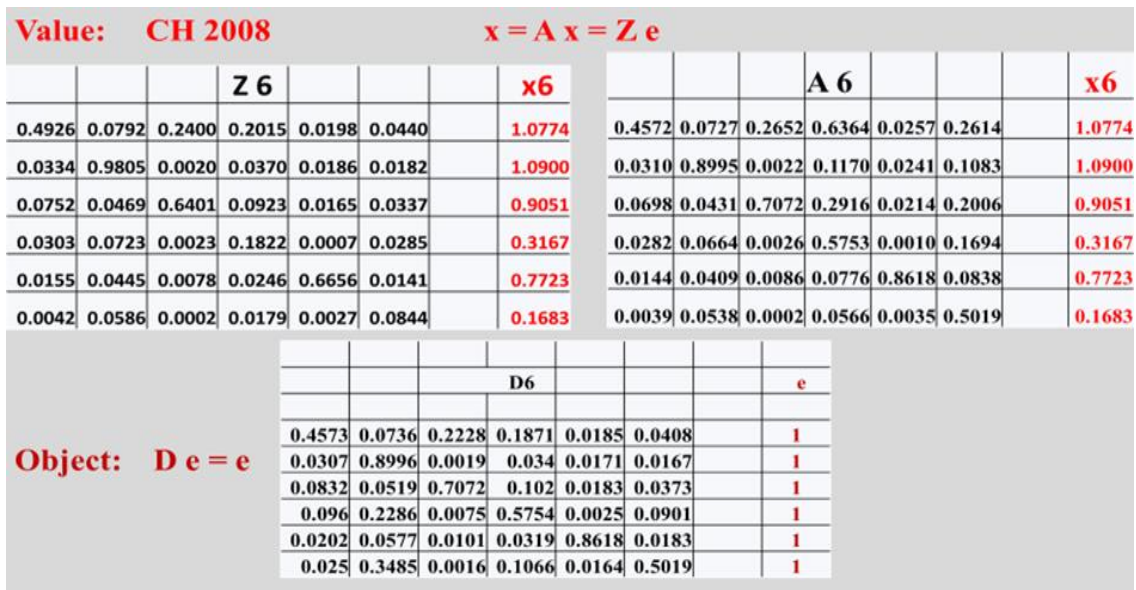 Value: CH 2008 x = A x = Z e
Z 6 x6
0.4926 0.0792 0.2400 0.2015 0.0198 0.0440 1.0774
0.0334 0.9805 0.0020 0.0370 0.0186 0.0182 1.0900
0.0752 0.0469 0.6401 0.0923 0.0165 0.0337 0.9051
0.0303 0.0723 0.0023 0.1822 0.0007 0.0285 0.3167
0.0155 0.0445 0.0078 0.0246 0.6656 0.0141 0.7723
0.0042 0.0586 0.0002 0.0179 0.0027 0.0844 0.1683
A 6 x6
0.4572 0.0727 0.2652 0.6364 0.0257 0.2614 1.0774
0.0310 0.8995 0.0022 0.1170 0.0241 0.1083 1.0900
0.0698 0.0431 0.7072 0.2916 0.0214 0.2006 0.9051
0.0282 0.0664 0.0026 0.5753 0.0010 0.1694 0.3167
0.0144 0.0409 0.0086 0.0776 0.8618 0.0838 0.7723
0.0039 0.0538 0.0002 0.0566 0.0035 0.5019 0.1683
Object: D e = e
D6 e
0.4573 0.0736 0.2228 0.1871 0.0185 0.0408 1
0.0307 0.8996 0.0019 0.034 0.0171 0.0167 1
0.0832 0.0519 0.7072 0.102 0.0183 0.0373 1
0.096 0.2286 0.0075 0.5754 0.0025 0.0901 1
0.0202 0.0577 0.0101 0.0319 0.8618 0.0183 1
0.025 0.3485 0.0016 0.1066 0.0164 0.5019 1